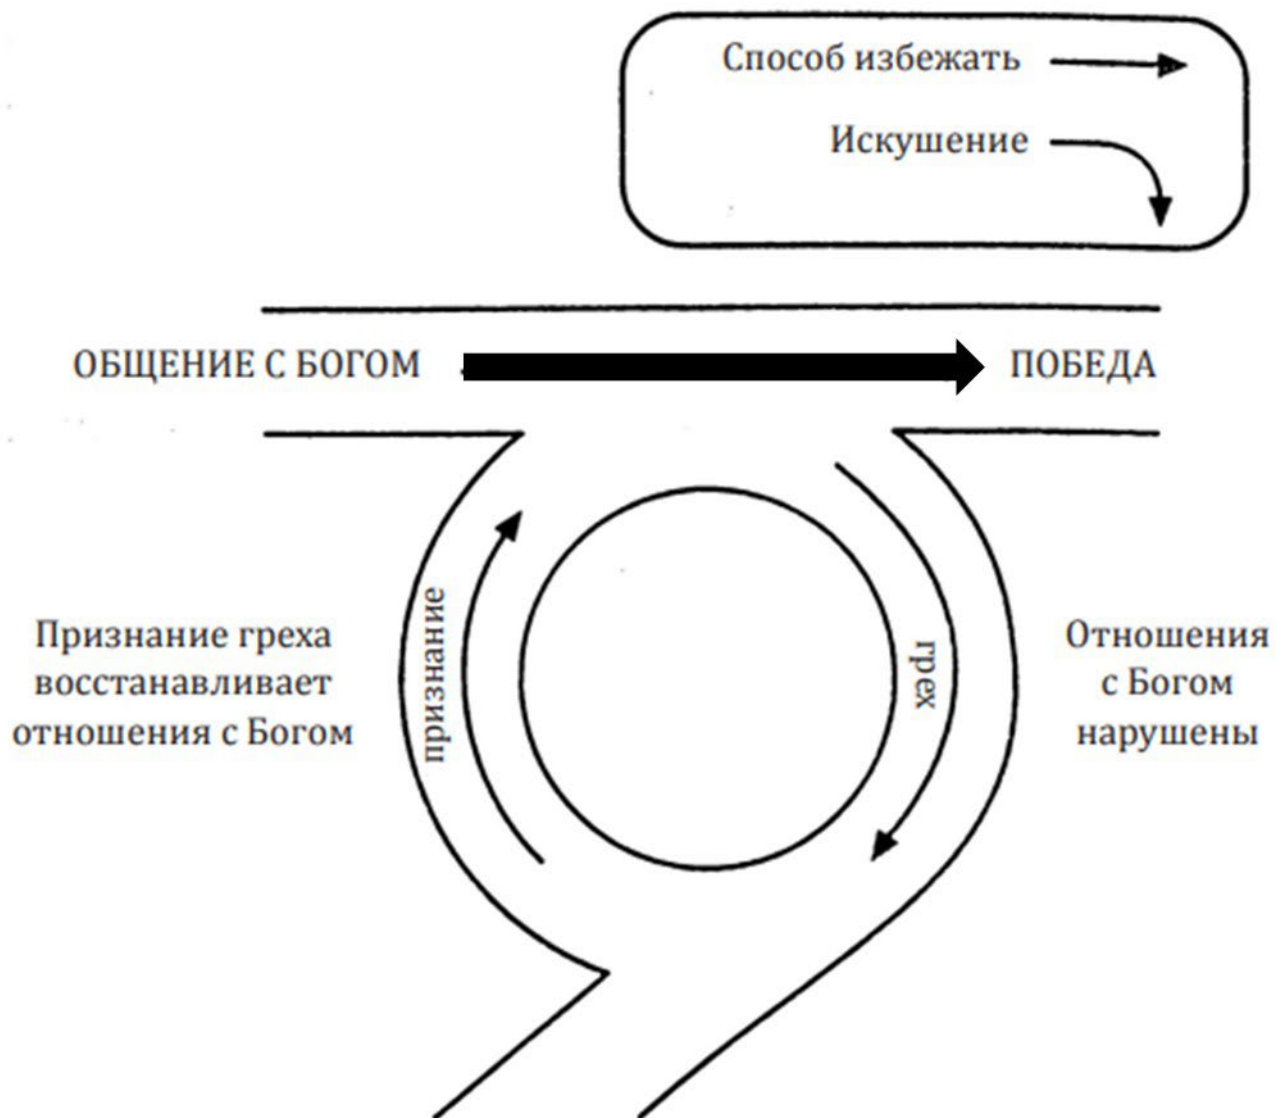 Способ избежать
Искушение
ОБЩЕНИЕ С БОГОМ
ПОБЕДА
Признание греха
восстанавливает
отношения с Богом
признание
грех
Отношения
с Богом
нарушены